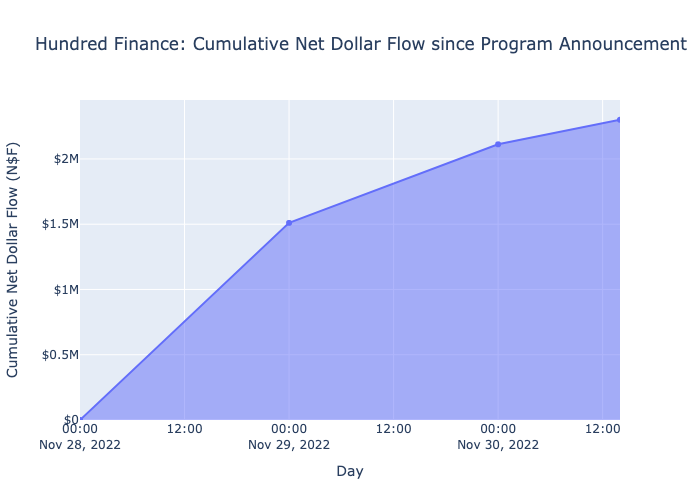 Hundred Finance: Cumulative Net Dollar Flow since Program Announcement
Cumulative Net Dollar Flow (N$F)
$2M
$1.5M
$1M
$0.5M
$0
00:00 12:00 00:00 12:00 00:00 12:00
Nov 28, 2022 Nov 29, 2022 Nov 30, 2022
Day